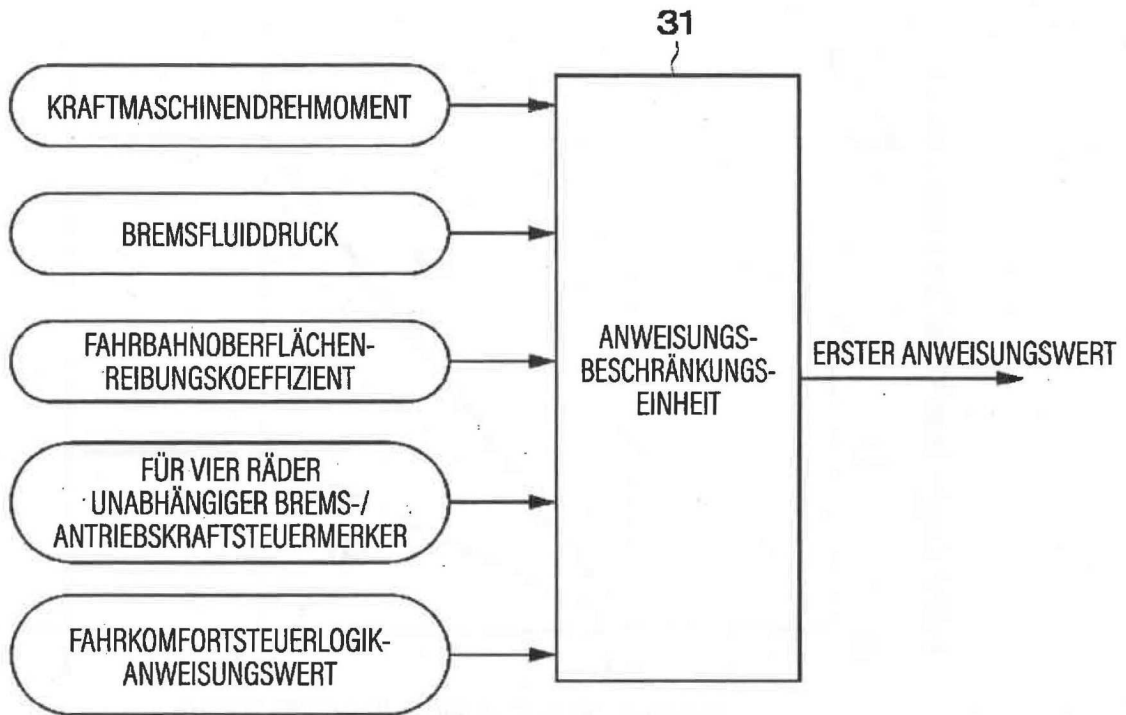 31
KRAFTMASCHINENDREHMOMENT
BREMSFLUIDDRUCK
FAHRBAHNOBERFLÄCHEN-
REIBUNGSKOEFFIZIENT
FÜR VIER RÄDER
UNABHÄNGIGER BREMS-/
ANTRIEBSKRAFTSTEUERMERKER
FAHRKOMFORTSTEUERLOGIK-
ANWEISUNGSWERT
ANWEISUNGS-
BESCHRÄNKUNGS-
EINHEIT
ERSTER ANWEISUNGSWERT